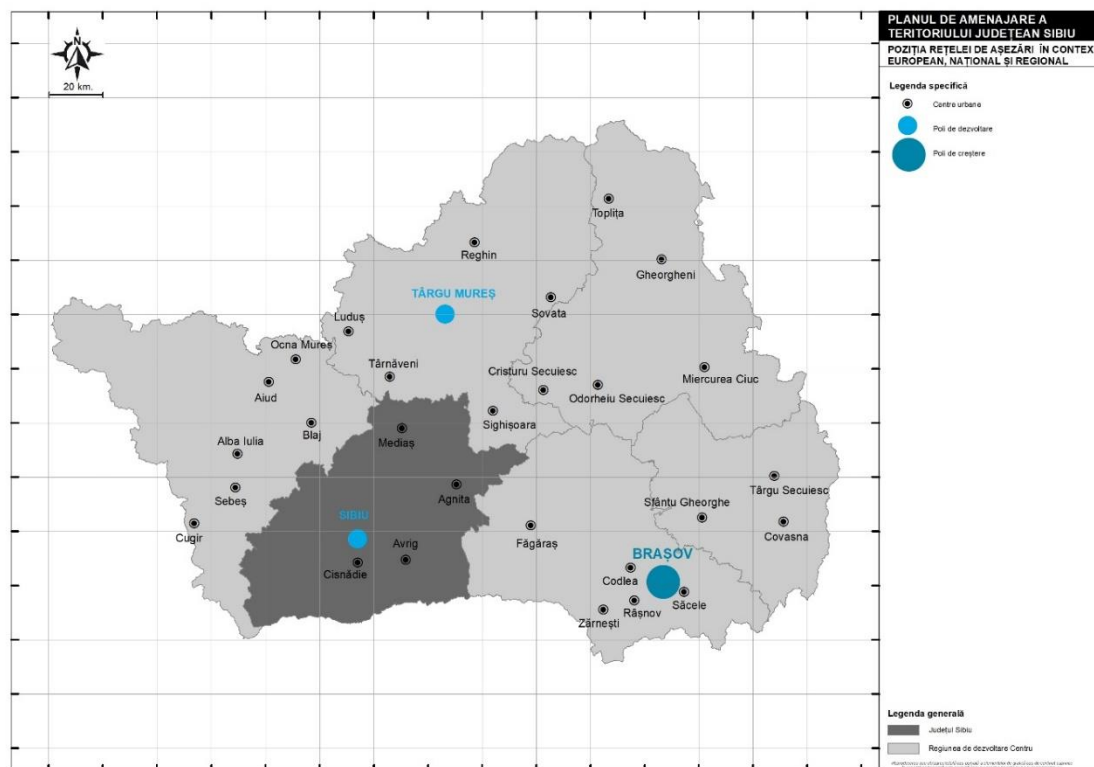 PLANUL DE AMENAJARE A
TERITORIULUI JUDEȚEAN SIBIU
POZIȚIA REȚELEI DE AȘEZĂRI ÎN CONTEX
EUROPEAN, NAȚIONAL ȘI REGIONAL
Legenda specifică
Centre urbane
Poli de dezvoltare
Poli de creștere
N
20 km.
Toplița
Reghin
Gheorgheni
TÂRGU MUREȘ
Sovata
Luduș
Ocna Mureș
Târnăveni
Cristuru Secuiesc
Miercurea Ciuc
Aiud
Odorheiu Secuiesc
Sighișoara
Blaj
Mediaș
Alba Iulia
Sebeș
Agnita
Târgu Secuiesc
Sfântu Gheorghe
SIBIU
Cugir
Avrig
Făgăraș
Covasna
BRAȘOV
Cisnădie
Codlea
Săcele
Râșnov
Zărnești
Legenda generală
Județul Sibiu
Regiunea de dezvoltare Centru